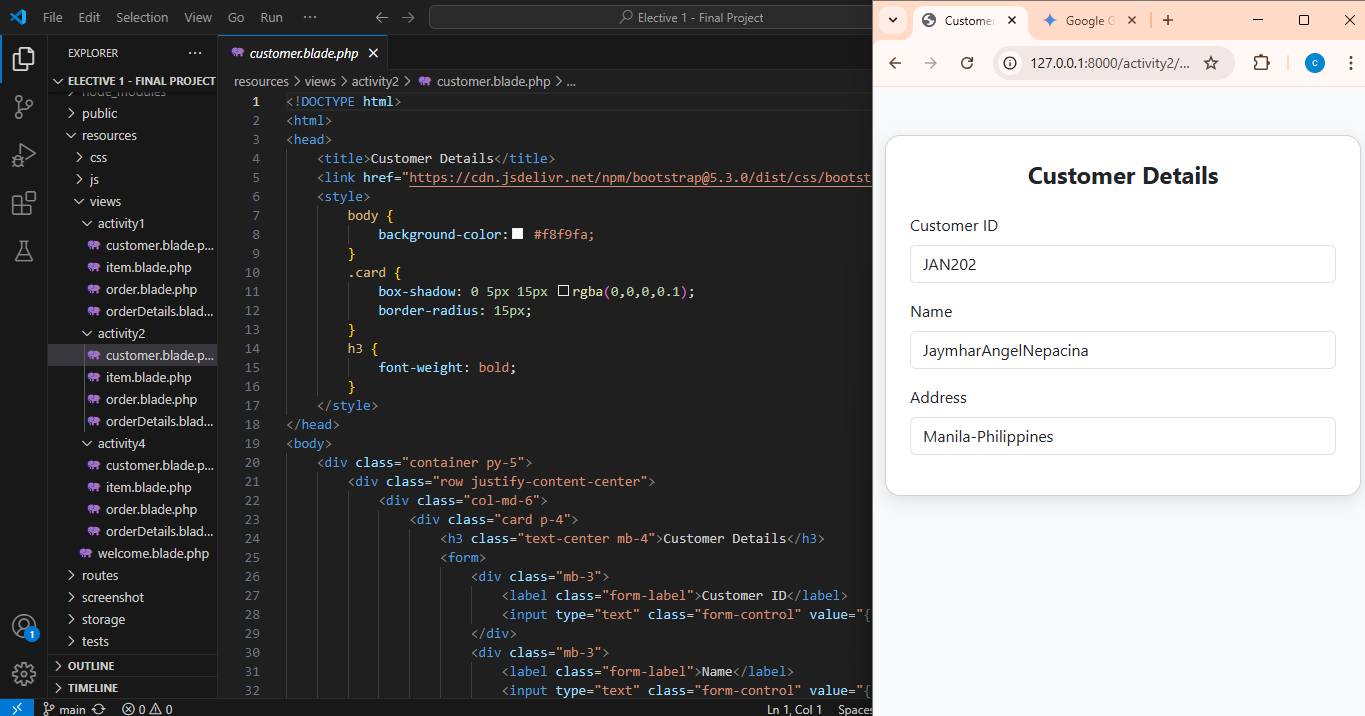 File Edit Selection View Go Run ···
Elective 1 - Final Project
EXPLORER ···
ELECTIVE 1 - FINAL PROJECT
node_modules
public
resources
css
js
views
activity1
customer.blade.p...
item.blade.php
order.blade.php
orderDetails.blad...
activity2
customer.blade.p...
item.blade.php
order.blade.php
orderDetails.blad...
activity4
customer.blade.p...
item.blade.php
order.blade.php
orderDetails.blad...
welcome.blade.php
routes
screenshot
storage
tests
OUTLINE
TIMELINE
1
main
0 0
customer.blade.php
resources > views > activity2 > customer.blade.php > ...
1 <!DOCTYPE html>
2 <html>
3 <head>
4 <title>Customer Details</title>
5 <link href="https://cdn.jsdelivr.net/npm/bootstrap@5.3.0/dist/css/bootst
6 <style>
7 body {
8 background-color: #f8f9fa;
9 }
10 .card {
11 box-shadow: 0 5px 15px rgba(0,0,0,0.1);
12 border-radius: 15px;
13 }
14 h3 {
15 font-weight: bold;
16 }
17 </style>
18 </head>
19 <body>
20 <div class="container py-5">
21 <div class="row justify-content-center">
22 <div class="col-md-6">
23 <div class="card p-4">
24 <h3 class="text-center mb-4">Customer Details</h3>
25 <form>
26 <div class="mb-3">
27 <label class="form-label">Customer ID</label>
28 <input type="text" class="form-control" value="{
29 </div>
30 <div class="mb-3">
31 <label class="form-label">Name</label>
32 <input type="text" class="form-control" value="{
Ln 1, Col 1 Spaces
Customer
Google G
127.0.0.1:8000/activity2/...
c
Customer Details
Customer ID
JAN202
Name
JaymharAngelNepacina
Address
Manila-Philippines